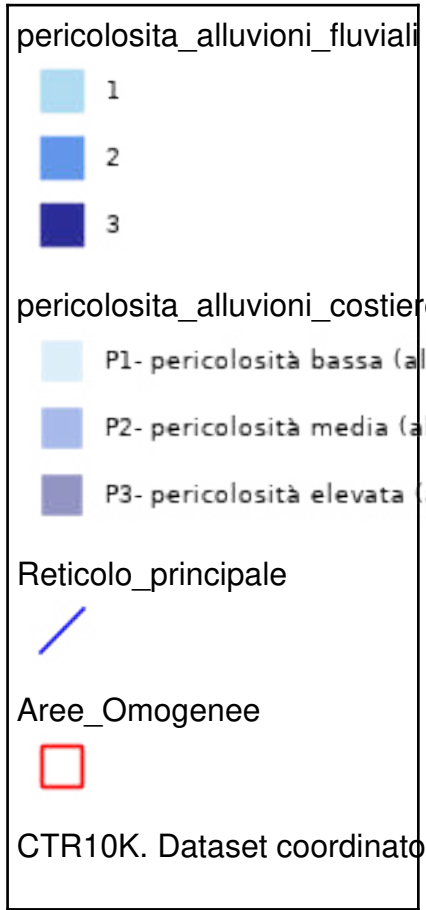 pericolosita_alluvioni_fluviali
1
2
3
pericolosita_alluvioni_costier
P1- pericolosità bassa (al
P2- pericolosità media (al
P3- pericolosità elevata (
Reticolo_principale
Aree_Omogenee
CTR10K. Dataset coordinato